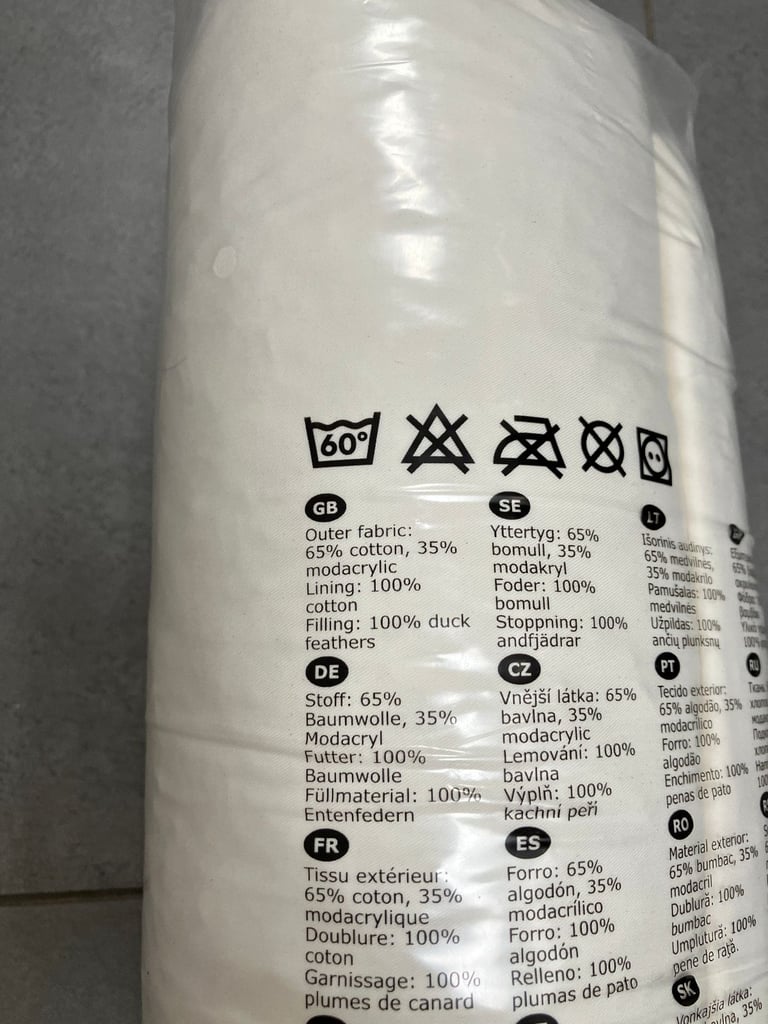 60°
GB
Outer fabric:
65% cotton, 35%
modacrylic
Lining: 100%
cotton
Filling: 100% duck
feathers
DE
Stoff: 65%
Baumwolle, 35%
Modacryl
Futter: 100%
Baumwolle
Füllmaterial: 100%
Entenfedern
FR
Tissu extérieur:
65% coton, 35%
modacrylique
Doublure: 100%
coton
Garnissage: 100%
plumes de canard
SE
Yttertyg: 65%
bomull, 35%
modakryl
Foder: 100%
bomull
Stoppning: 100%
andfjädrar
CZ
Vnější látka: 65%
bavlna, 35%
modacrylic
Lemování: 100%
bavlna
Výplň: 100%
kachní peří
ES
Forro: 65%
algodón, 35%
modacrílico
Forro: 100%
algodón
Relleno: 100%
plumas de pato
LT
Išorinis audinys:
65% medvilnės,
35% modakrilo
Pamušalas: 100%
medvilnės
Užpildas: 100%
ančių plunksnų
PT
Tecido exterior:
65% algodão, 35%
modacrílico
Forro: 100%
algodão
Enchimento: 100%
penas de pato
RO
Material exterior:
65% bumbac, 35%
modacril
Dublură: 100%
bumbac
Umplutură: 100%
pene de raţă.
SK
Vonkajšia látka:
35%
RU